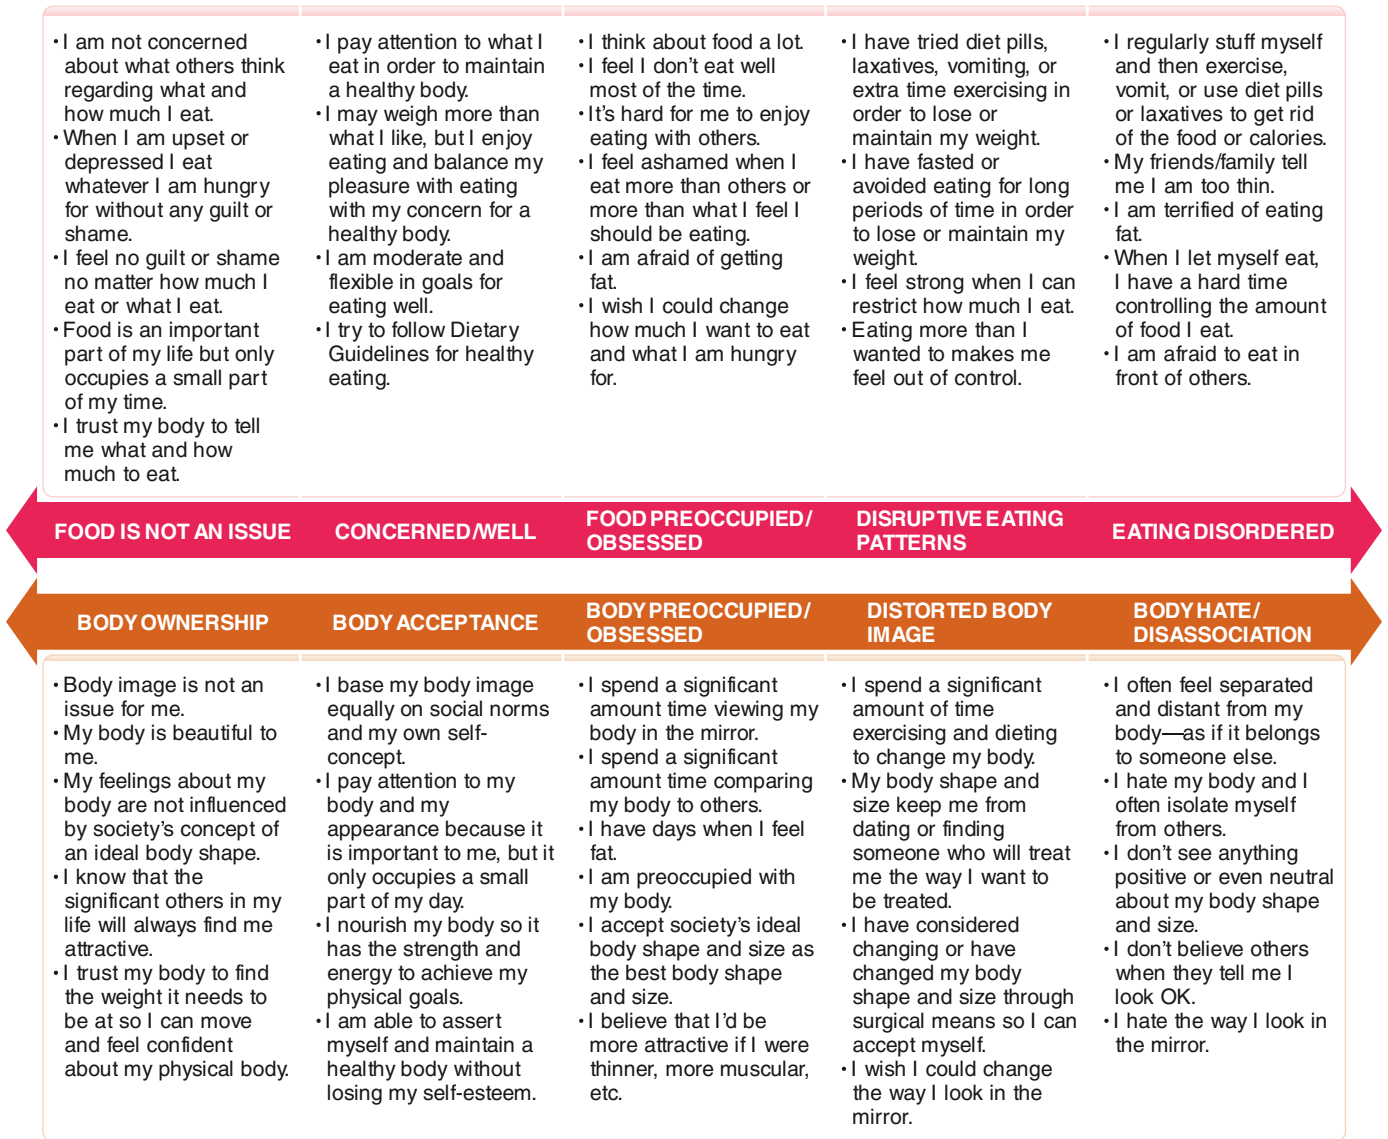 •I am not concerned
about what others think
regarding what and
how much I eat.
•When I am upset or
depressed I eat
whatever I am hungry
for without any guilt or
shame.
•I feel no guilt or shame
no matter how much I
eat or what I eat.
•Food is an important
part of my life but only
occupies a small part
of my time.
•I trust my body to tell
me what and how
much to eat.
•I pay attention to what I
eat in order to maintain
a healthy body.
•I may weigh more than
what I like, but I enjoy
eating and balance my
pleasure with eating
with my concern for a
healthy body.
•I am moderate and
flexible in goals for
eating well.
•I try to follow Dietary
Guidelines for healthy
eating.
•I think about food a lot.
•I feel I don’t eat well
most of the time.
•It’s hard for me to enjoy
eating with others.
•I feel ashamed when I
eat more than others or
more than what I feel I
should be eating.
•I am afraid of getting
fat.
•I wish I could change
how much I want to eat
and what I am hungry
for.
•I have tried diet pills,
laxatives, vomiting, or
extra time exercising in
order to lose or
maintain my weight.
•I have fasted or
avoided eating for long
periods of time in order
to lose or maintain my
weight.
•I feel strong when I can
restrict how much I eat.
•Eating more than I
wanted to makes me
feel out of control.
•I regularly stuff myself
and then exercise,
vomit, or use diet pills
or laxatives to get rid
of the food or calories.
•My friends/family tell
me I am too thin.
•I am terrified of eating
fat.
•When I let myself eat,
I have a hard time
controlling the amount
of food I eat.
•I am afraid to eat in
front of others.
FOOD IS NOT AN ISSUE
CONCERNED/WELL
FOOD PREOCCUPIED/
OBSESSED
DISRUPTIVE EATING
PATTERNS
EATING DISORDERED
BODY OWNERSHIP
BODY ACCEPTANCE
BODY PREOCCUPIED/
OBSESSED
DISTORTED BODY
IMAGE
BODY HATE/
DISASSOCIATION
•Body image is not an
issue for me.
•My body is beautiful to
me.
•My feelings about my
body are not influenced
by society’s concept of
an ideal body shape.
•I know that the
significant others in my
life will always find me
attractive.
•I trust my body to find
the weight it needs to
be at so I can move
and feel confident
about my physical body.
•I base my body image
equally on social norms
and my own self-
concept.
•I pay attention to my
body and my
appearance because it
is important to me, but it
only occupies a small
part of my day.
•I nourish my body so it
has the strength and
energy to achieve my
physical goals.
•I am able to assert
myself and maintain a
healthy body without
losing my self-esteem.
•I spend a significant
amount time viewing my
body in the mirror.
•I spend a significant
amount time comparing
my body to others.
•I have days when I feel
fat.
•I am preoccupied with
my body.
•I accept society’s ideal
body shape and size as
the best body shape
and size.
•I believe that I’d be
more attractive if I were
thinner, more muscular,
etc.
•I spend a significant
amount of time
exercising and dieting
to change my body.
•My body shape and
size keep me from
dating or finding
someone who will treat
me the way I want to
be treated.
•I have considered
changing or have
changed my body
shape and size through
surgical means so I can
accept myself.
•I wish I could change
the way I look in the
mirror.
•I often feel separated
and distant from my
body—as if it belongs
to someone else.
•I hate my body and I
often isolate myself
from others.
•I don’t see anything
positive or even neutral
about my body shape
and size.
•I don’t believe others
when they tell me I
look OK.
•I hate the way I look in
the mirror.